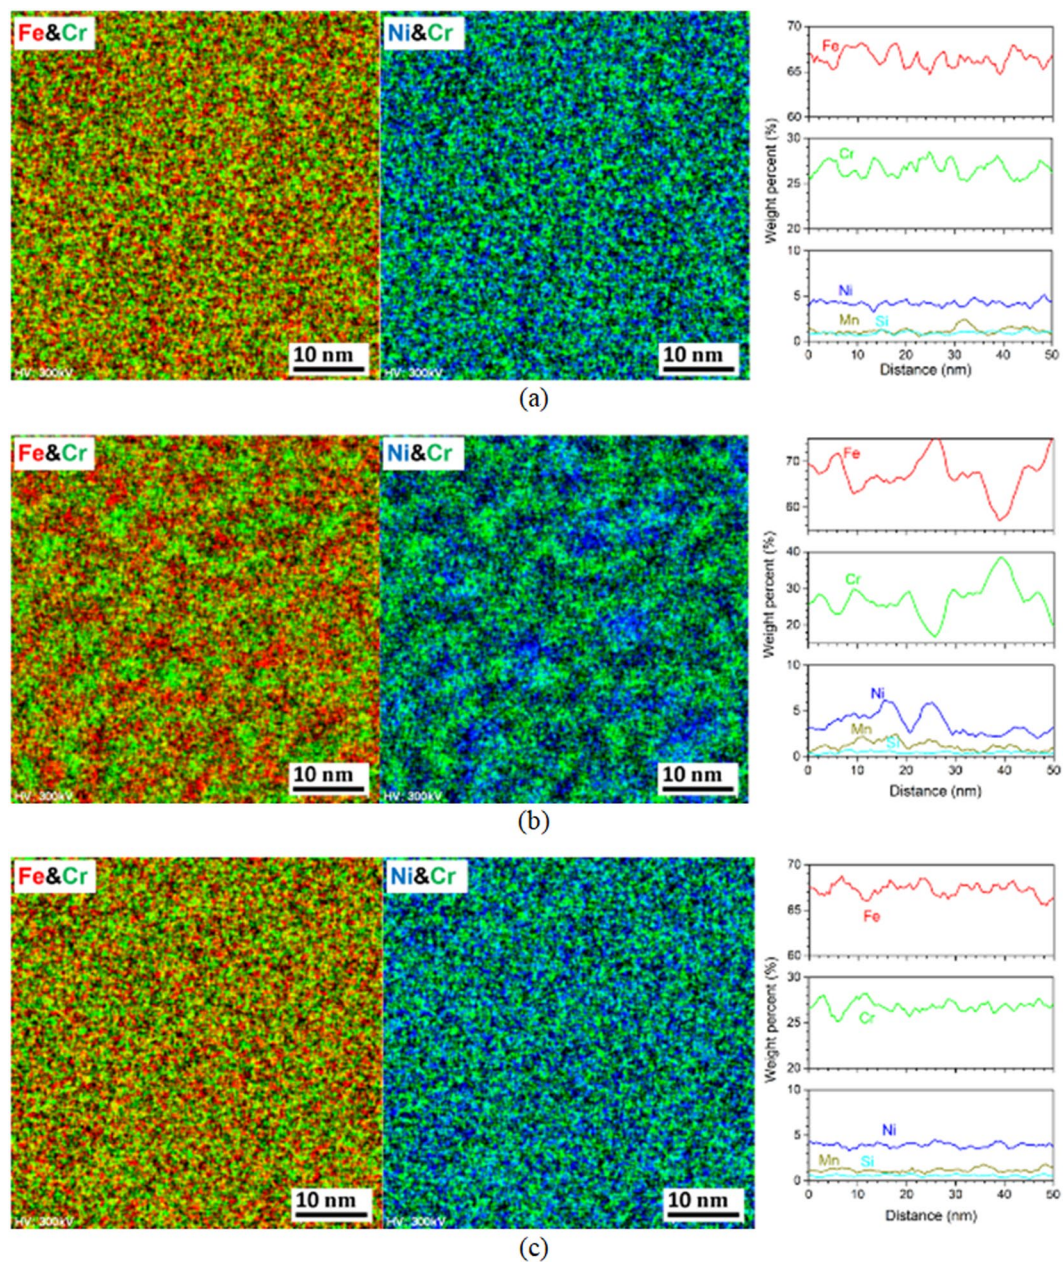 Fe&Cr
Ni&Cr
10 nm
10 nm
HV: 300kV
HV: 300kV
70
65
60
Fe
30
25
20
Cr
Weight percent (%)
10
5
0
Ni
Mn
Si
0 10 20 30 40 50
Distance (nm)
(a)
Fe&Cr
Ni&Cr
10 nm
10 nm
HV: 300kV
HV: 300kV
70
60
Fe
40
30
20
Cr
Weight percent (%)
10
5
0
Ni
Mn
Si
0 10 20 30 40 50
Distance (nm)
(b)
Fe&Cr
Ni&Cr
10 nm
10 nm
HV: 300kV
HV: 300kV
70
65
60
Fe
30
25
20
Cr
Weight percent (%)
10
5
0
Ni
Mn
Si
0 10 20 30 40 50
Distance (nm)
(c)